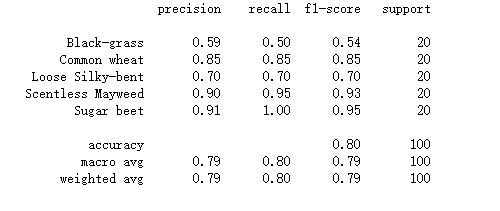 precision recall f1-score support
Black-grass 0.59 0.50 0.54 20
Common wheat 0.85 0.85 0.85 20
Loose Silky-bent 0.70 0.70 0.70 20
Scentless Mayweed 0.90 0.95 0.93 20
Sugar beet 0.91 1.00 0.95 20
accuracy 0.80 100
macro avg 0.79 0.80 0.79 100
weighted avg 0.79 0.80 0.79 100